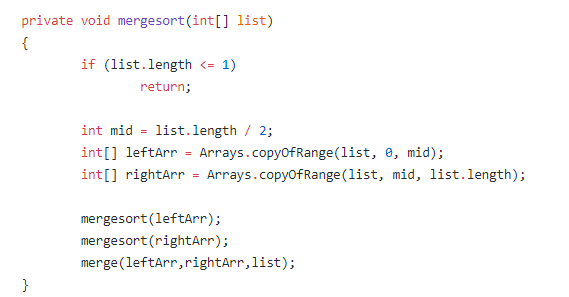 private void mergesort(int[] list)
{
if (list.length <= 1)
return;
int mid = list.length / 2;
int[] leftArr = Arrays.copyOfRange(list, 0, mid);
int[] rightArr = Arrays.copyOfRange(list, mid, list.length);
mergesort(leftArr);
mergesort(rightArr);
merge(leftArr,rightArr,list);
}